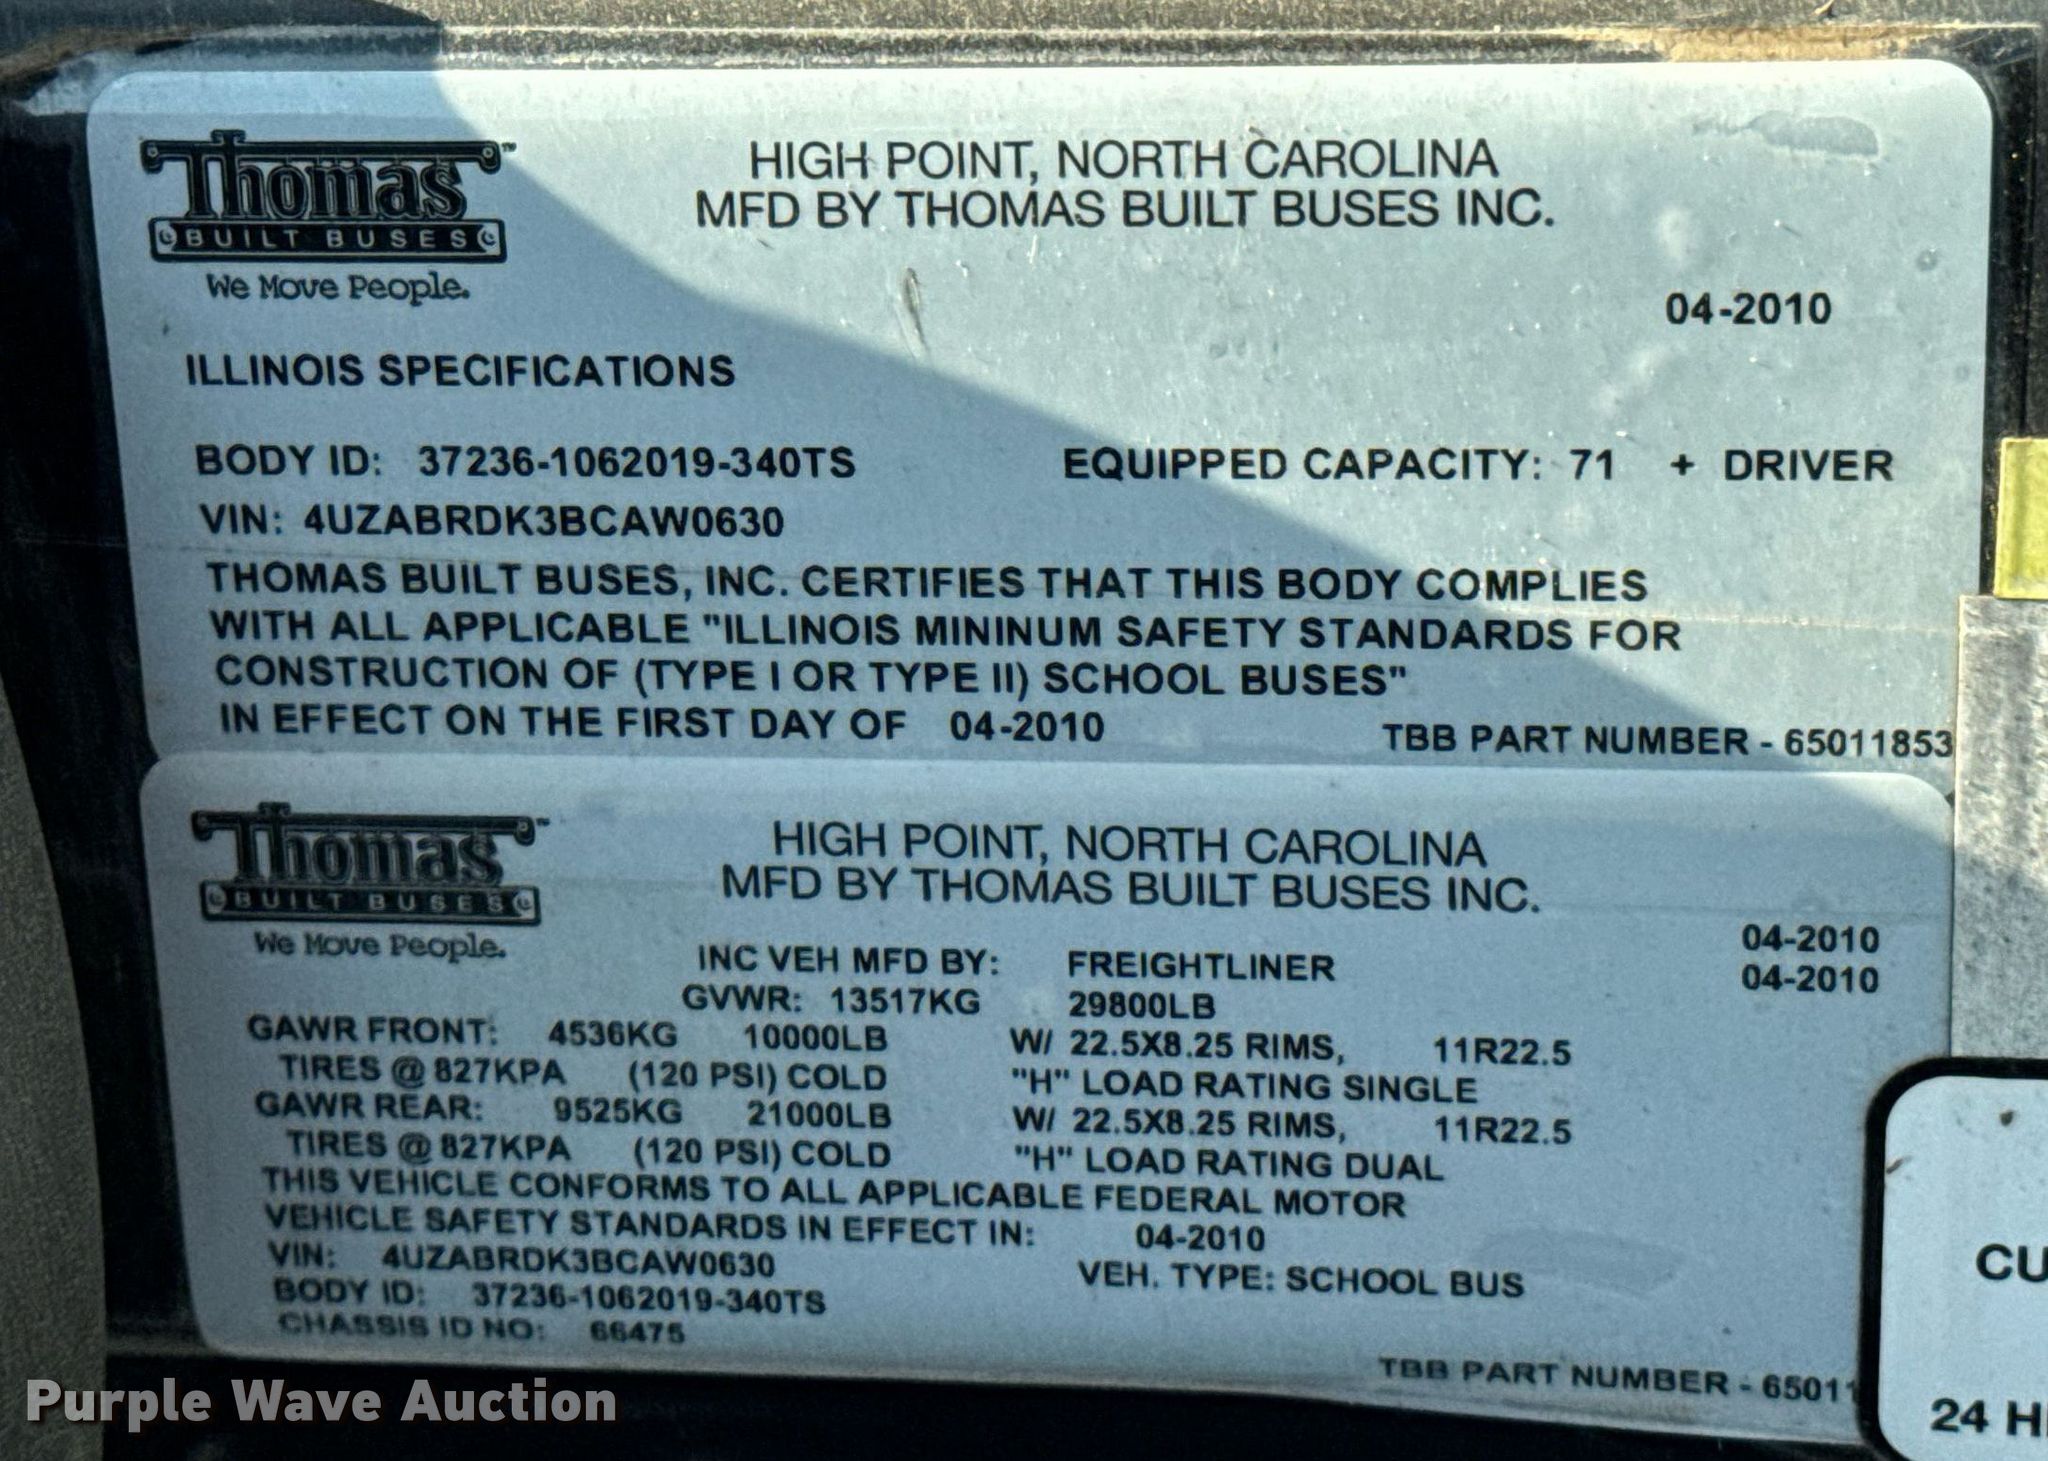 Thomas™
BUILT BUSES
We Move People.
HIGH POINT, NORTH CAROLINA
MFD BY THOMAS BUILT BUSES INC.
04-2010
ILLINOIS SPECIFICATIONS
BODY ID: 37236-1062019-340TS EQUIPPED CAPACITY: 71 + DRIVER
VIN: 4UZABRDK3BCAW0630
THOMAS BUILT BUSES, INC. CERTIFIES THAT THIS BODY COMPLIES
WITH ALL APPLICABLE "ILLINOIS MININUM SAFETY STANDARDS FOR
CONSTRUCTION OF (TYPE I OR TYPE II) SCHOOL BUSES"
IN EFFECT ON THE FIRST DAY OF 04-2010
TBB PART NUMBER - 65011853
Thomas™
BUILT BUSES
We Move People.
HIGH POINT, NORTH CAROLINA
MFD BY THOMAS BUILT BUSES INC.
04-2010
INC VEH MFD BY: FREIGHTLINER 04-2010
GVWR: 13517KG 29800LB
GAWR FRONT: 4536KG 10000LB W/ 22.5X8.25 RIMS, 11R22.5
TIRES @ 827KPA (120 PSI) COLD "H" LOAD RATING SINGLE
GAWR REAR: 9525KG 21000LB W/ 22.5X8.25 RIMS, 11R22.5
TIRES @ 827KPA (120 PSI) COLD "H" LOAD RATING DUAL
THIS VEHICLE CONFORMS TO ALL APPLICABLE FEDERAL MOTOR
VEHICLE SAFETY STANDARDS IN EFFECT IN: 04-2010
VIN: 4UZABRDK3BCAW0630 VEH. TYPE: SCHOOL BUS
BODY ID: 37236-1062019-340TS
CHASSIS ID NO: 66475
TBB PART NUMBER - 65011
CU
24 H
Purple Wave Auction